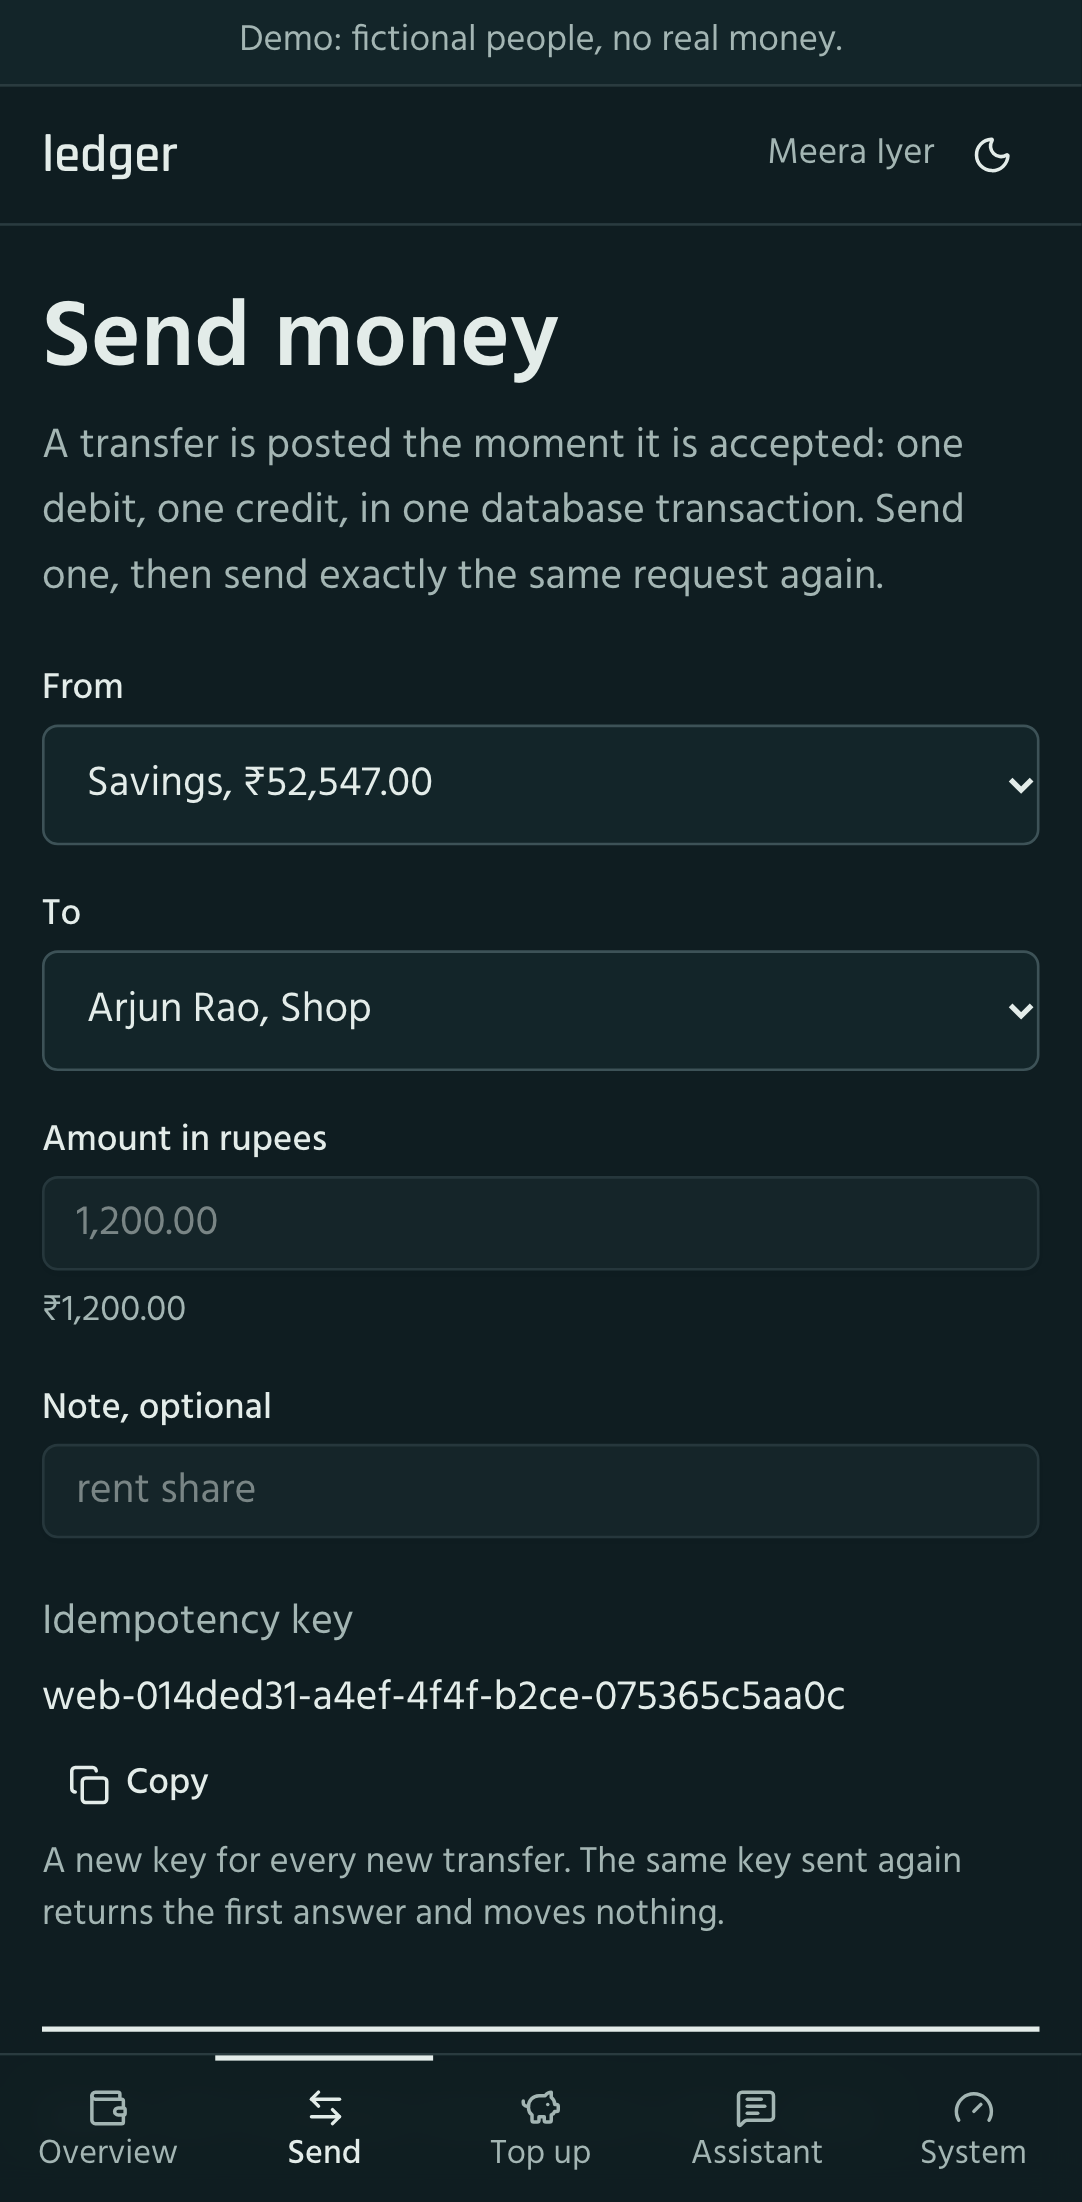 Demo: fictional people, no real money.
ledger
Meera Iyer
Send money
A transfer is posted the moment it is accepted: one
debit, one credit, in one database transaction. Send
one, then send exactly the same request again.
From
Savings, ₹52,547.00
To
Arjun Rao, Shop
Amount in rupees
1,200.00
₹1,200.00
Note, optional
rent share
Idempotency key
web-014ded31-a4ef-4f4f-b2ce-075365c5aa0c
Copy
A new key for every new transfer. The same key sent again
returns the first answer and moves nothing.
Overview
Send
Top up
Assistant
System